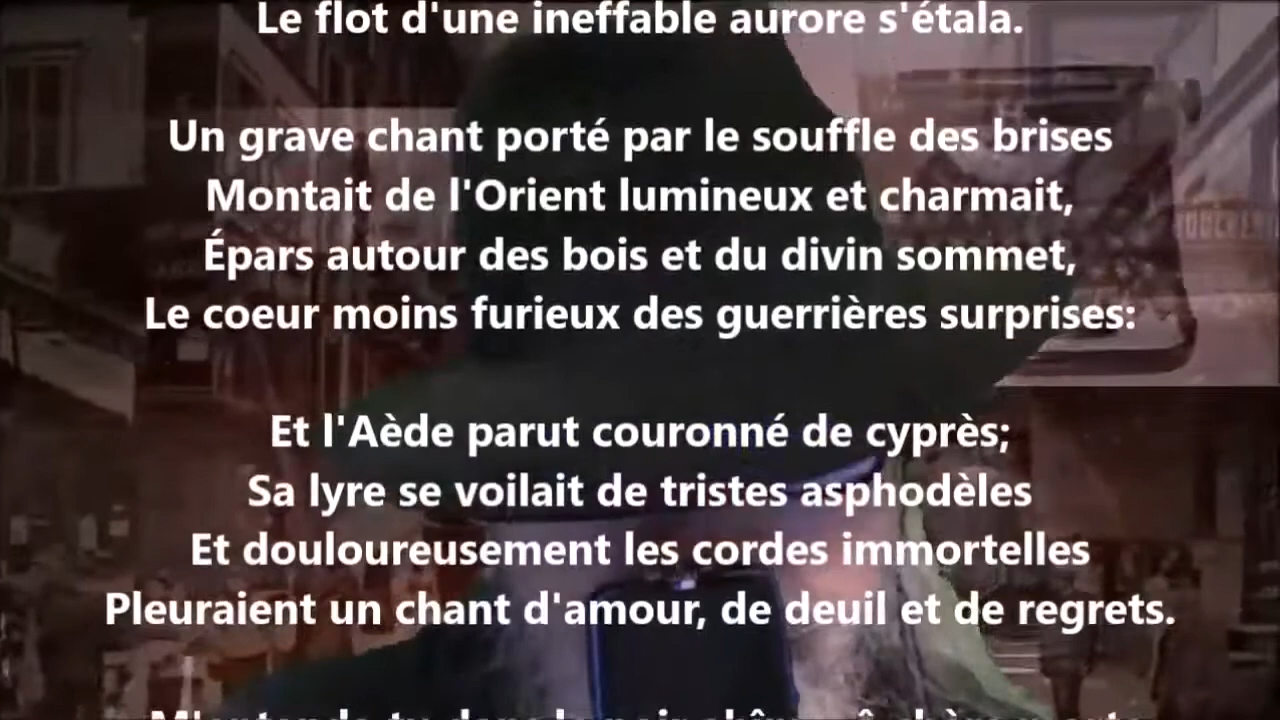 Le flot d'une ineffable aurore s'étala.
Un grave chant porté par le souffle des brises
Montait de l'Orient lumineux et charmait,
Épars autour des bois et du divin sommet,
Le coeur moins furieux des guerrières surprises:
Et l'Aède parut couronné de cyprès;
Sa lyre se voilait de tristes asphodèles
Et douloureusement les cordes immortelles
Pleuraient un chant d'amour, de deuil et de regrets.